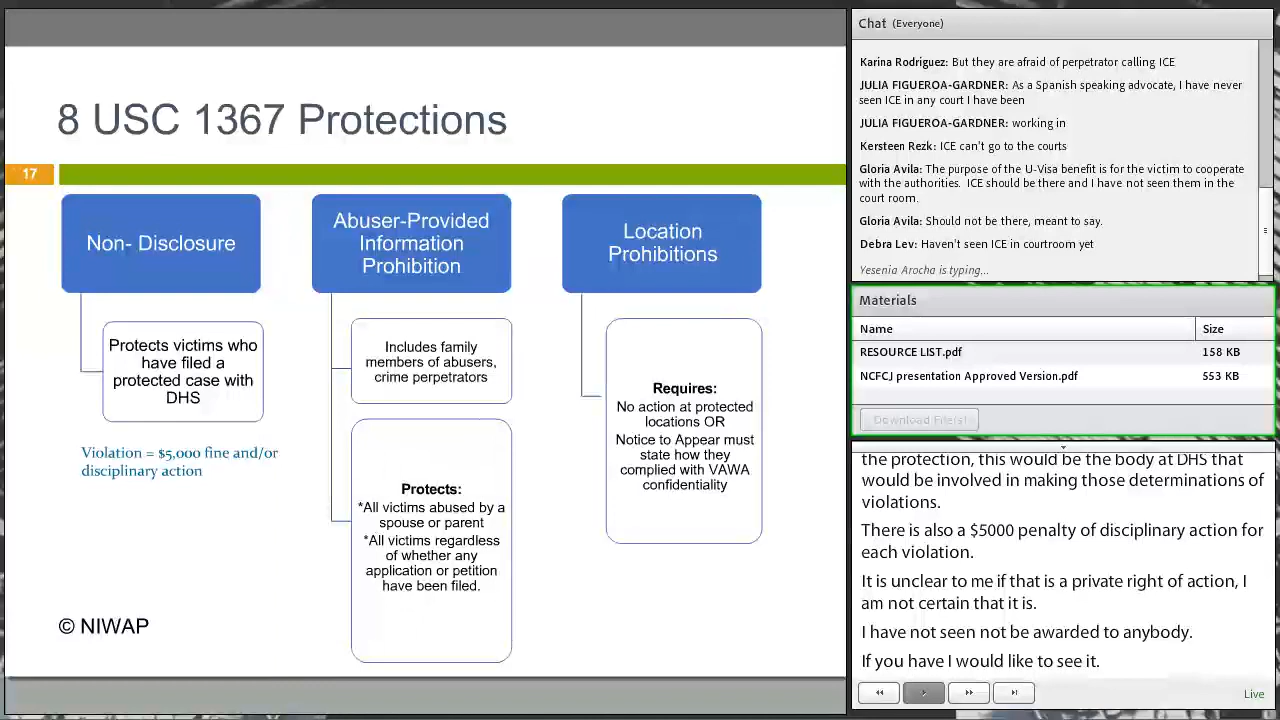 8 USC 1367 Protections
17
Non- Disclosure
Protects victims who
have filed a
protected case with
DHS
Violation = $5,000 fine and/or
disciplinary action
Abuser-Provided
Information
Prohibition
Includes family
members of abusers,
crime perpetrators
Protects:
*All victims abused by a
spouse or parent
*All victims regardless
of whether any
application or petition
have been filed.
Location
Prohibitions
Requires:
No action at protected
locations OR
Notice to Appear must
state how they
complied with VAWA
confidentiality
© NIWAP
Chat (Everyone)
Karina Rodriguez: But they are afraid of perpetrator calling ICE
JULIA FIGUEROA-GARDNER: As a Spanish speaking advocate, I have never
seen ICE in any court I have been
JULIA FIGUEROA-GARDNER: working in
Kersteen Rezk: ICE can't go to the courts
Gloria Avila: The purpose of the U-Visa benefit is for the victim to cooperate
with the authorities.  ICE should be there and I have not seen them in the
court room.
Gloria Avila: Should not be there, meant to say.
Debra Lev: Haven't seen ICE in courtroom yet
Yesenia Arocha is typing...
Materials
Name Size
RESOURCE LIST.pdf 158 KB
NCFCJ presentation Approved Version.pdf 553 KB
Download File(s)
the protection, this would be the body at DHS that
would be involved in making those determinations of
violations.
There is also a $5000 penalty of disciplinary action for
each violation.
It is unclear to me if that is a private right of action, I
am not certain that it is.
I have not seen not be awarded to anybody.
If you have I would like to see it.
Live